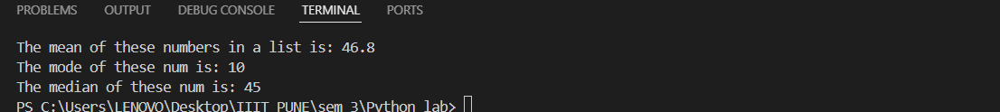 PROBLEMS OUTPUT DEBUG CONSOLE TERMINAL PORTS
The mean of these numbers in a list is: 46.8
The mode of these num is: 10
The median of these num is: 45
PS C:\Users\LENOVO\Desktop\IIIT PUNE\sem 3\Python lab>